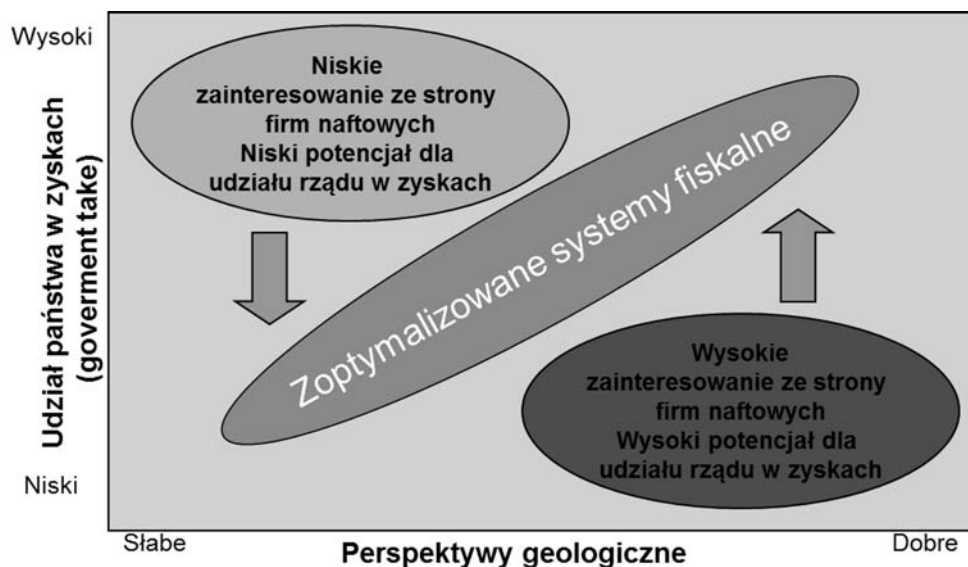 Wysoki
Udział państwa w zyskach
(goverment take)
Niski
Niskie
zainteresowanie ze strony
firm naftowych
Niski potencjał dla
udziału rządu w zyskach
Zoptymalizowane systemy fiskalne
Wysokie
zainteresowanie ze strony
firm naftowych
Wysoki potencjał dla
udziału rządu w zyskach
Słabe
Perspektywy geologiczne
Dobre